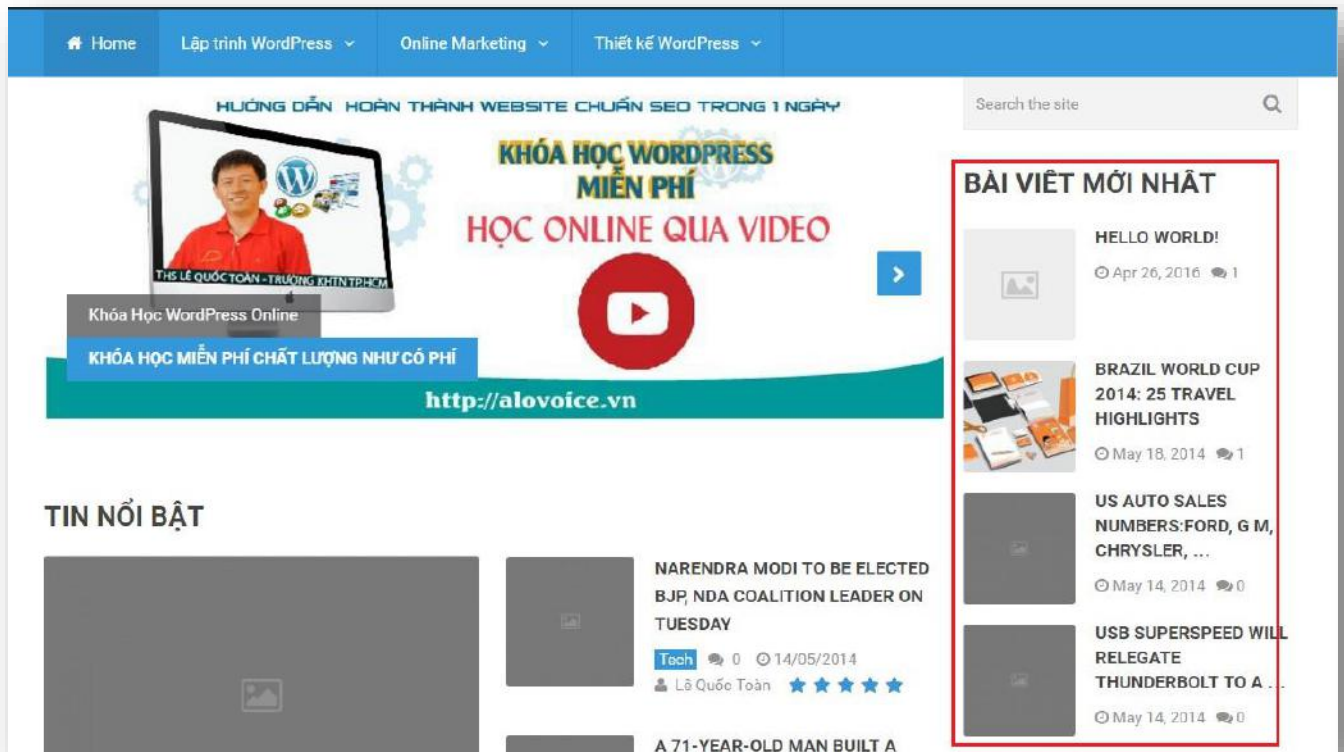 Home
Lập trình WordPress
Online Marketing
Thiết kế WordPress
HƯỚNG DẪN HOÀN THÀNH WEBSITE CHUẨN SEO TRONG 1 NGÀY
KHÓA HỌC WORDPRESS
MIỄN PHÍ
HỌC ONLINE QUA VIDEO
THS LÊ QUỐC TOÀN - TRƯỜNG KHTN TP.HCM
Khóa Học WordPress Online
KHÓA HỌC MIỄN PHÍ CHẤT LƯỢNG NHƯ CÓ PHÍ
http://alovoice.vn
Search the site
BÀI VIẾT MỚI NHẤT
HELLO WORLD!
Apr 26, 2016 1
BRAZIL WORLD CUP
2014: 25 TRAVEL
HIGHLIGHTS
May 18, 2014 1
US AUTO SALES
NUMBERS:FORD, G M,
CHRYSLER, ...
May 14, 2014 0
USB SUPERSPEED WILL
RELEGATE
THUNDERBOLT TO A ...
May 14, 2014 0
TIN NỔI BẬT
NARENDRA MODI TO BE ELECTED
BJP, NDA COALITION LEADER ON
TUESDAY
Tech 0 14/05/2014
Lê Quốc Toàn
A 71-YEAR-OLD MAN BUILT A